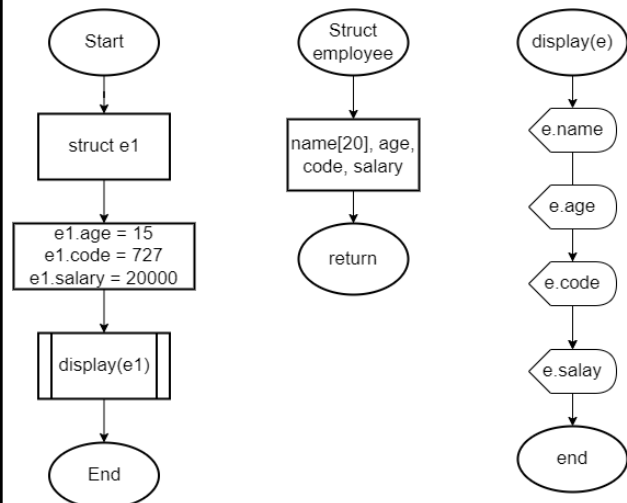 Start
struct e1
e1.age = 15
e1.code = 727
e1.salary = 20000
display(e1)
End
Struct
employee
name[20], age,
code, salary
return
display(e)
e.name
e.age
e.code
e.salay
end